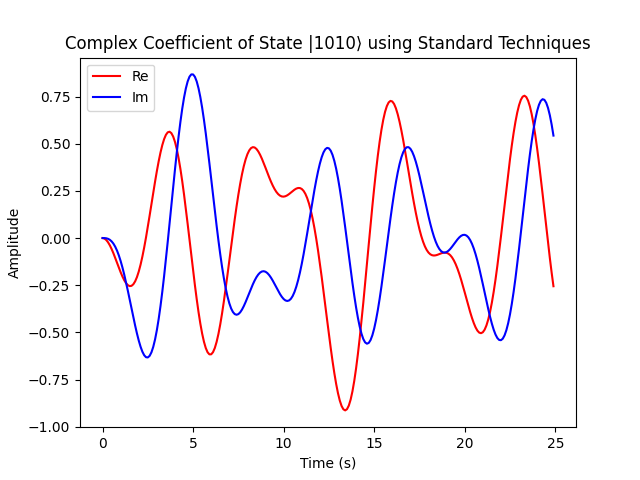 Complex Coefficient of State |1010⟩ using Standard Techniques
Re
Im
0.75
0.50
0.25
0.00
−0.25
−0.50
−0.75
−1.00
Amplitude
0 5 10 15 20 25
Time (s)